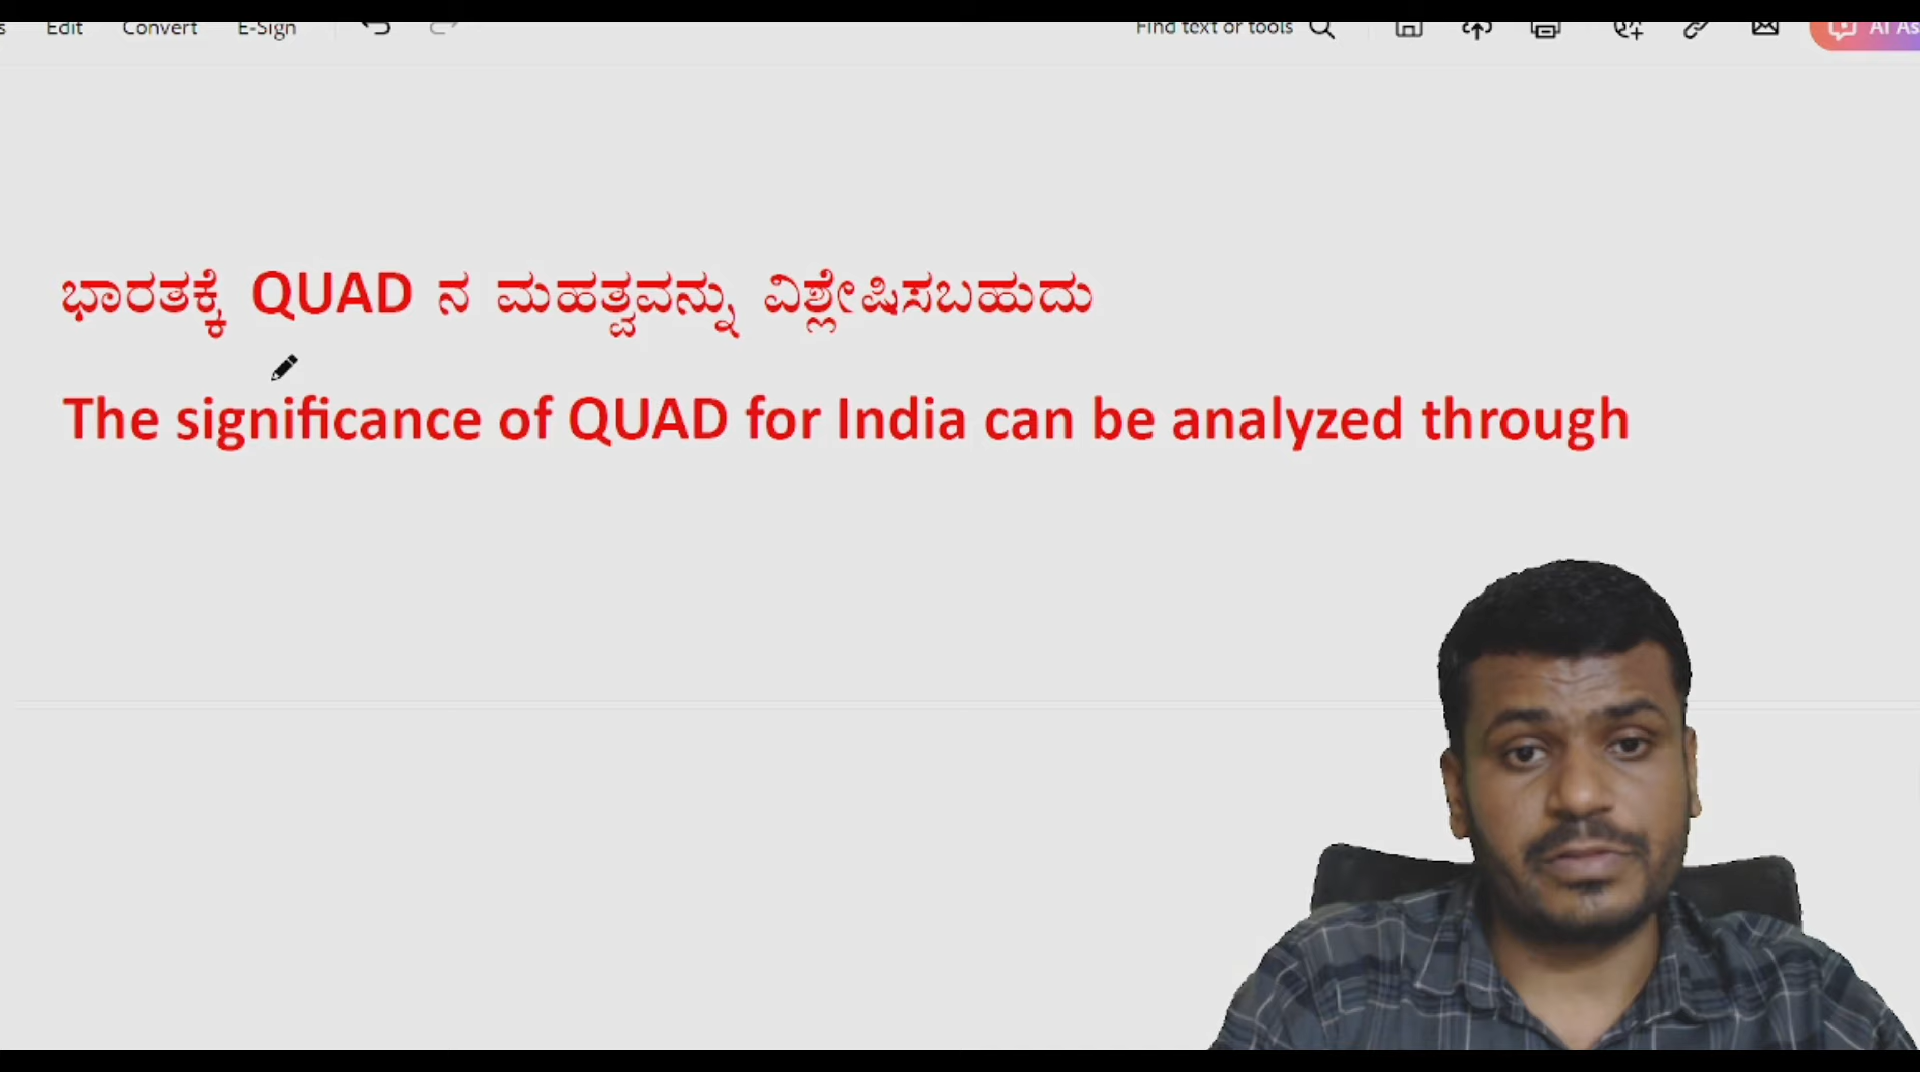 Edit Convert E-Sign Find text or tools
ಭಾರತಕ್ಕೆ QUAD ನ ಮಹತ್ವವನ್ನು ವಿಶ್ಲೇಷಿಸಬಹುದು
The significance of QUAD for India can be analyzed through